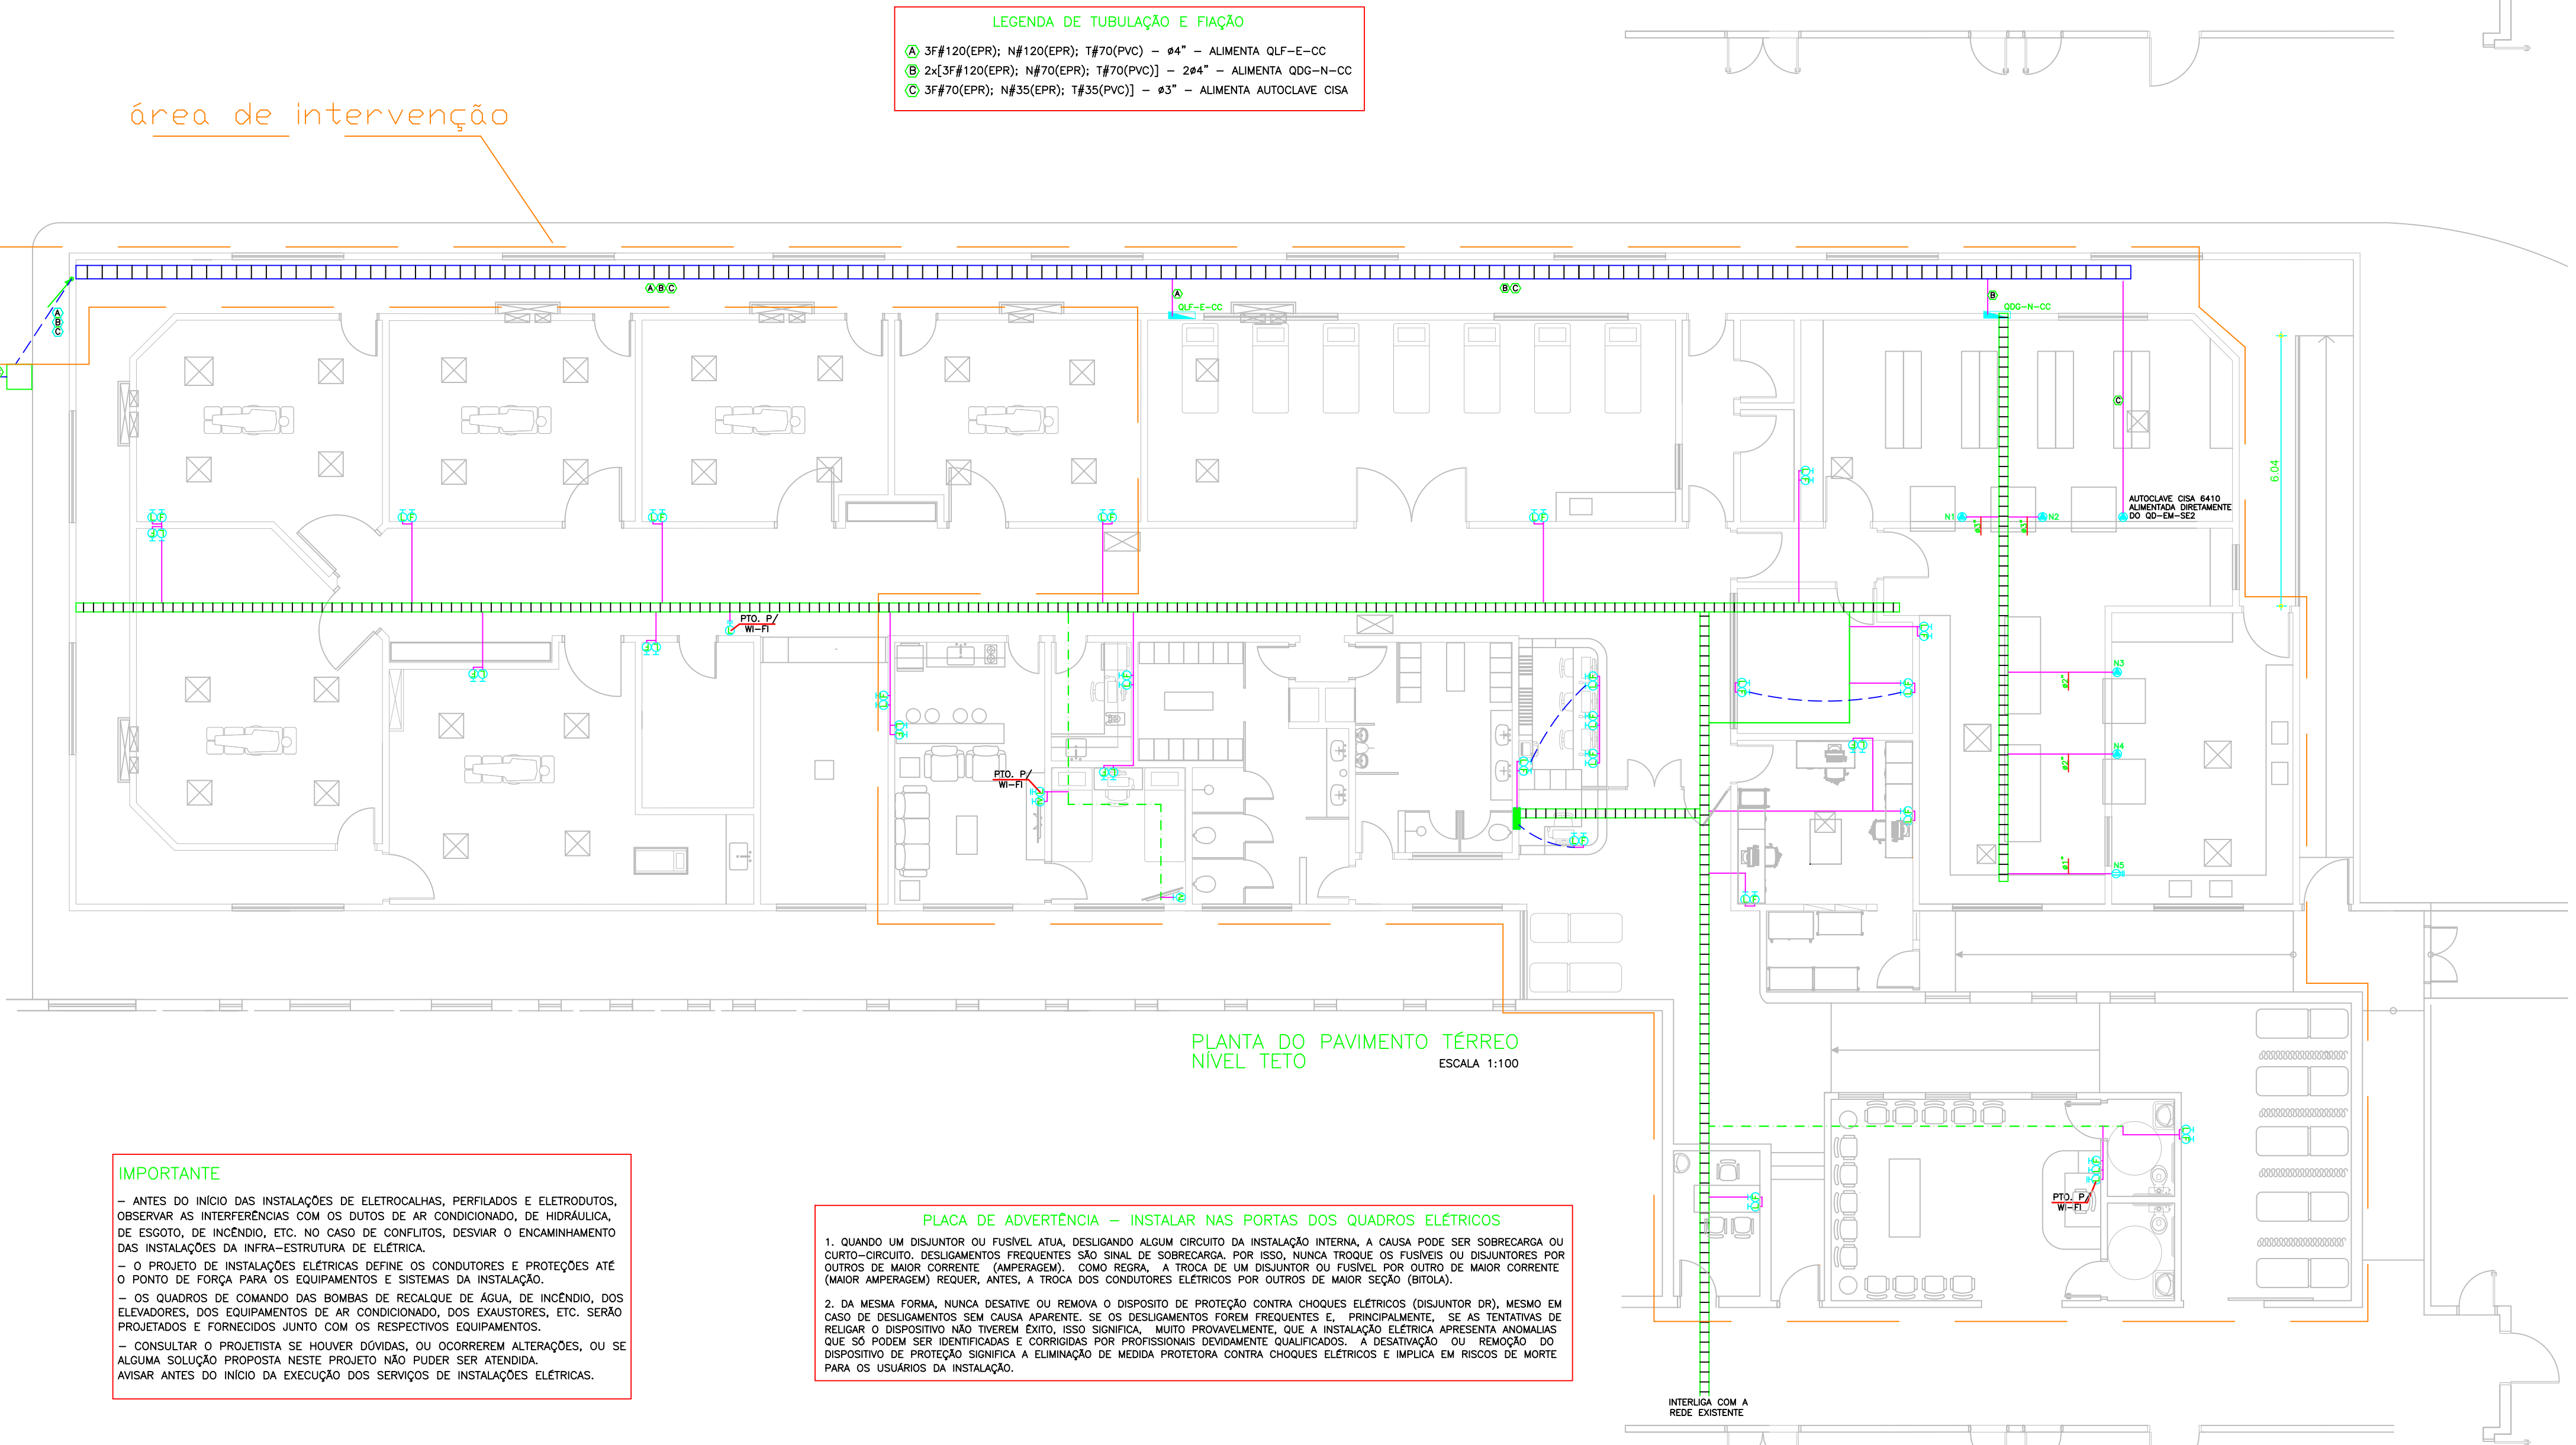 LEGENDA DE TUBULAÇÃO E FIAÇÃO
A 3F#120(EPR); N#120(EPR); T#70(PVC) – ø4" – ALIMENTA QLF–E–CC
B 2x[3F#120(EPR); N#70(EPR); T#70(PVC)] – 2ø4" – ALIMENTA QDG–N–CC
C 3F#70(EPR); N#35(EPR); T#35(PVC)] – ø3" – ALIMENTA AUTOCLAVE CISA
área de intervenção
A B C
A
QLF–E–CC
B C
B
QDG–N–CC
A
B
C
C
6.04
AUTOCLAVE CISA 6410
ALIMENTADA DIRETAMENTE
DO QD–EM–SE2
N1
ø3"
ø3"
N2
PTO. P/
WI–FI
N3
ø2"
N4
ø2"
PTO. P/
WI–FI
N5
ø1"
PLANTA DO PAVIMENTO TÉRREO
NÍVEL TETO
ESCALA 1:100
PTO. P/
WI–FI
IMPORTANTE
– ANTES DO INÍCIO DAS INSTALAÇÕES DE ELETROCALHAS, PERFILADOS E ELETRODUTOS,
OBSERVAR AS INTERFERÊNCIAS COM OS DUTOS DE AR CONDICIONADO, DE HIDRÁULICA,
DE ESGOTO, DE INCÊNDIO, ETC. NO CASO DE CONFLITOS, DESVIAR O ENCAMINHAMENTO
DAS INSTALAÇÕES DA INFRA–ESTRUTURA DE ELÉTRICA.
– O PROJETO DE INSTALAÇÕES ELÉTRICAS DEFINE OS CONDUTORES E PROTEÇÕES ATÉ
O PONTO DE FORÇA PARA OS EQUIPAMENTOS E SISTEMAS DA INSTALAÇÃO.
– OS QUADROS DE COMANDO DAS BOMBAS DE RECALQUE DE ÁGUA, DE INCÊNDIO, DOS
ELEVADORES, DOS EQUIPAMENTOS DE AR CONDICIONADO, DOS EXAUSTORES, ETC. SERÃO
PROJETADOS E FORNECIDOS JUNTO COM OS RESPECTIVOS EQUIPAMENTOS.
– CONSULTAR O PROJETISTA SE HOUVER DÚVIDAS, OU OCORREREM ALTERAÇÕES, OU SE
ALGUMA SOLUÇÃO PROPOSTA NESTE PROJETO NÃO PUDER SER ATENDIDA.
AVISAR ANTES DO INÍCIO DA EXECUÇÃO DOS SERVIÇOS DE INSTALAÇÕES ELÉTRICAS.
PLACA DE ADVERTÊNCIA – INSTALAR NAS PORTAS DOS QUADROS ELÉTRICOS
1. QUANDO UM DISJUNTOR OU FUSÍVEL ATUA, DESLIGANDO ALGUM CIRCUITO DA INSTALAÇÃO INTERNA, A CAUSA PODE SER SOBRECARGA OU
CURTO–CIRCUITO. DESLIGAMENTOS FREQUENTES SÃO SINAL DE SOBRECARGA. POR ISSO, NUNCA TROQUE OS FUSÍVEIS OU DISJUNTORES POR
OUTROS DE MAIOR CORRENTE (AMPERAGEM). COMO REGRA, A TROCA DE UM DISJUNTOR OU FUSÍVEL POR OUTRO DE MAIOR CORRENTE
(MAIOR AMPERAGEM) REQUER, ANTES, A TROCA DOS CONDUTORES ELÉTRICOS POR OUTROS DE MAIOR SEÇÃO (BITOLA).
2. DA MESMA FORMA, NUNCA DESATIVE OU REMOVA O DISPOSITO DE PROTEÇÃO CONTRA CHOQUES ELÉTRICOS (DISJUNTOR DR), MESMO EM
CASO DE DESLIGAMENTOS SEM CAUSA APARENTE. SE OS DESLIGAMENTOS FOREM FREQUENTES E, PRINCIPALMENTE, SE AS TENTATIVAS DE
RELIGAR O DISPOSITIVO NÃO TIVEREM ÊXITO, ISSO SIGNIFICA, MUITO PROVAVELMENTE, QUE A INSTALAÇÃO ELÉTRICA APRESENTA ANOMALIAS
QUE SÓ PODEM SER IDENTIFICADAS E CORRIGIDAS POR PROFISSIONAIS DEVIDAMENTE QUALIFICADOS. A DESATIVAÇÃO OU REMOÇÃO DO
DISPOSITIVO DE PROTEÇÃO SIGNIFICA A ELIMINAÇÃO DE MEDIDA PROTETORA CONTRA CHOQUES ELÉTRICOS E IMPLICA EM RISCOS DE MORTE
PARA OS USUÁRIOS DA INSTALAÇÃO.
INTERLIGA COM A
REDE EXISTENTE